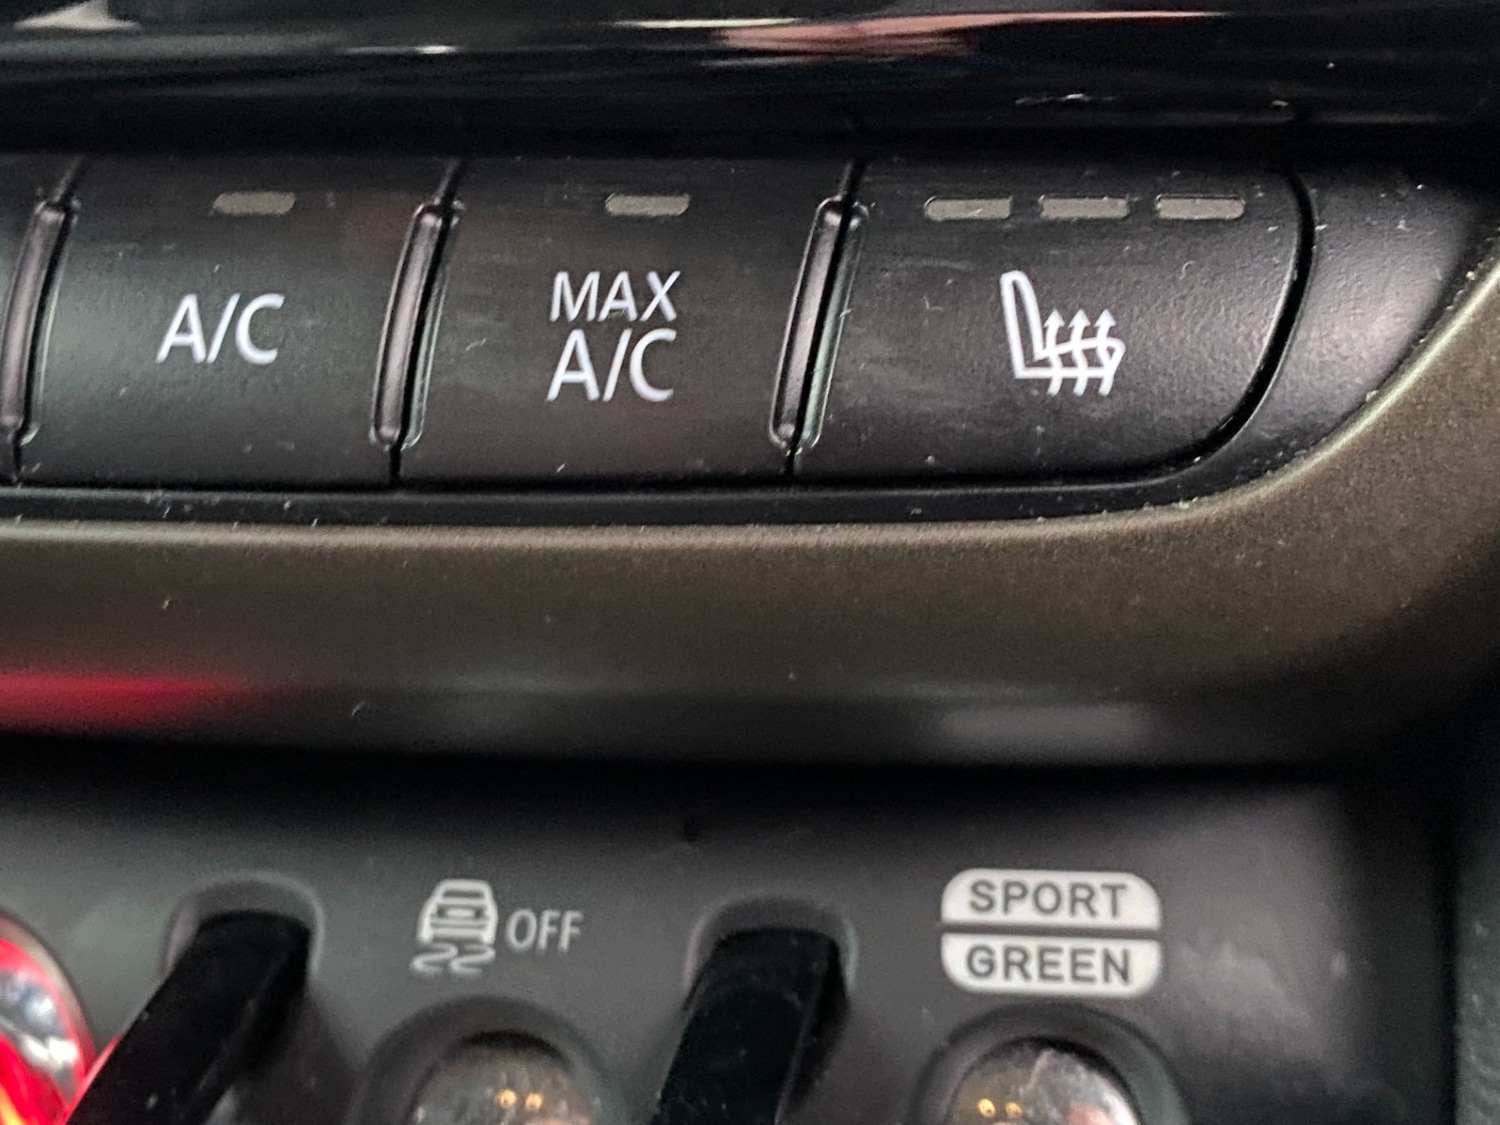 A/C
MAX
A/C
OFF
SPORT
GREEN